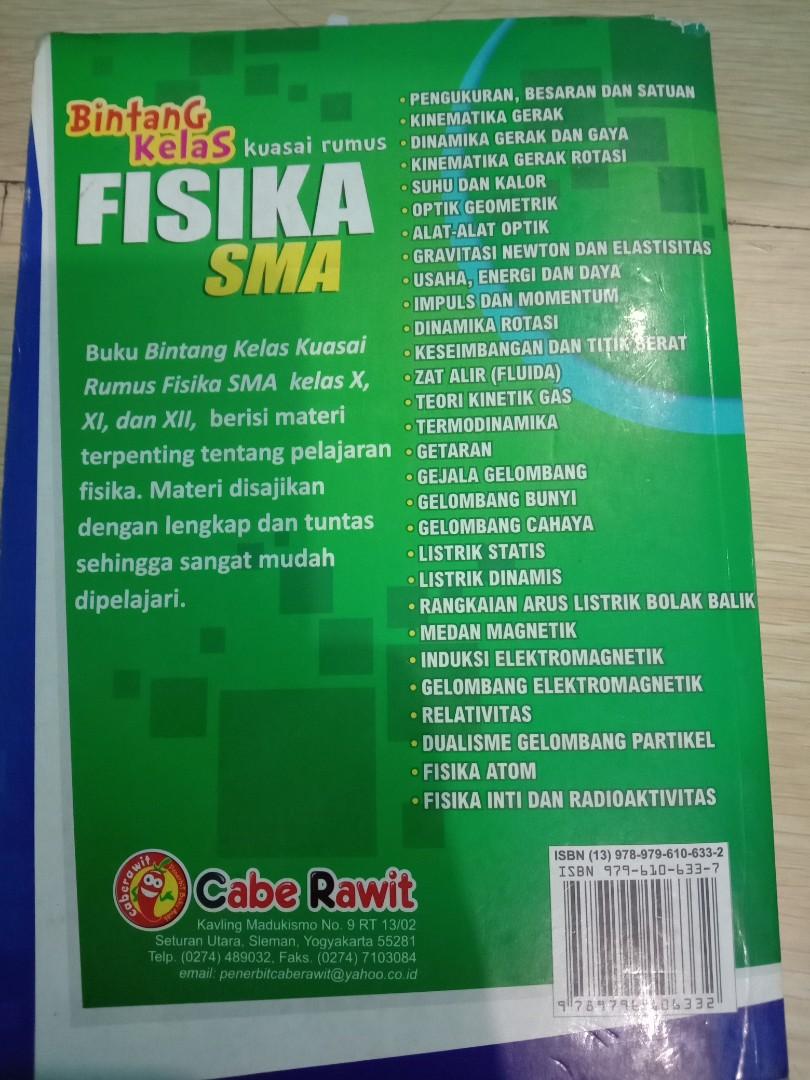 Bintang
Kelas kuasai rumus
FISIKA
SMA
Buku Bintang Kelas Kuasai
Rumus Fisika SMA kelas X,
XI, dan XII, berisi materi
terpenting tentang pelajaran
fisika. Materi disajikan
dengan lengkap dan tuntas
sehingga sangat mudah
dipelajari.
• PENGUKURAN, BESARAN DAN SATUAN
• KINEMATIKA GERAK
• DINAMIKA GERAK DAN GAYA
• KINEMATIKA GERAK ROTASI
• SUHU DAN KALOR
• OPTIK GEOMETRIK
• ALAT-ALAT OPTIK
• GRAVITASI NEWTON DAN ELASTISITAS
• USAHA, ENERGI DAN DAYA
• IMPULS DAN MOMENTUM
• DINAMIKA ROTASI
• KESEIMBANGAN DAN TITIK BERAT
• ZAT ALIR (FLUIDA)
• TEORI KINETIK GAS
• TERMODINAMIKA
• GETARAN
• GEJALA GELOMBANG
• GELOMBANG BUNYI
• GELOMBANG CAHAYA
• LISTRIK STATIS
• LISTRIK DINAMIS
• RANGKAIAN ARUS LISTRIK BOLAK BALIK
• MEDAN MAGNETIK
• INDUKSI ELEKTROMAGNETIK
• GELOMBANG ELEKTROMAGNETIK
• RELATIVITAS
• DUALISME GELOMBANG PARTIKEL
• FISIKA ATOM
• FISIKA INTI DAN RADIOAKTIVITAS
caberawit
Cabe Rawit
Kavling Madukismo No. 9 RT 13/02
Seturan Utara, Sleman, Yogyakarta 55281
Telp. (0274) 489032, Faks. (0274) 7103084
email: penerbitcaberawit@yahoo.co.id
ISBN (13) 978-979-610-633-2
ISBN 979-610-633-7